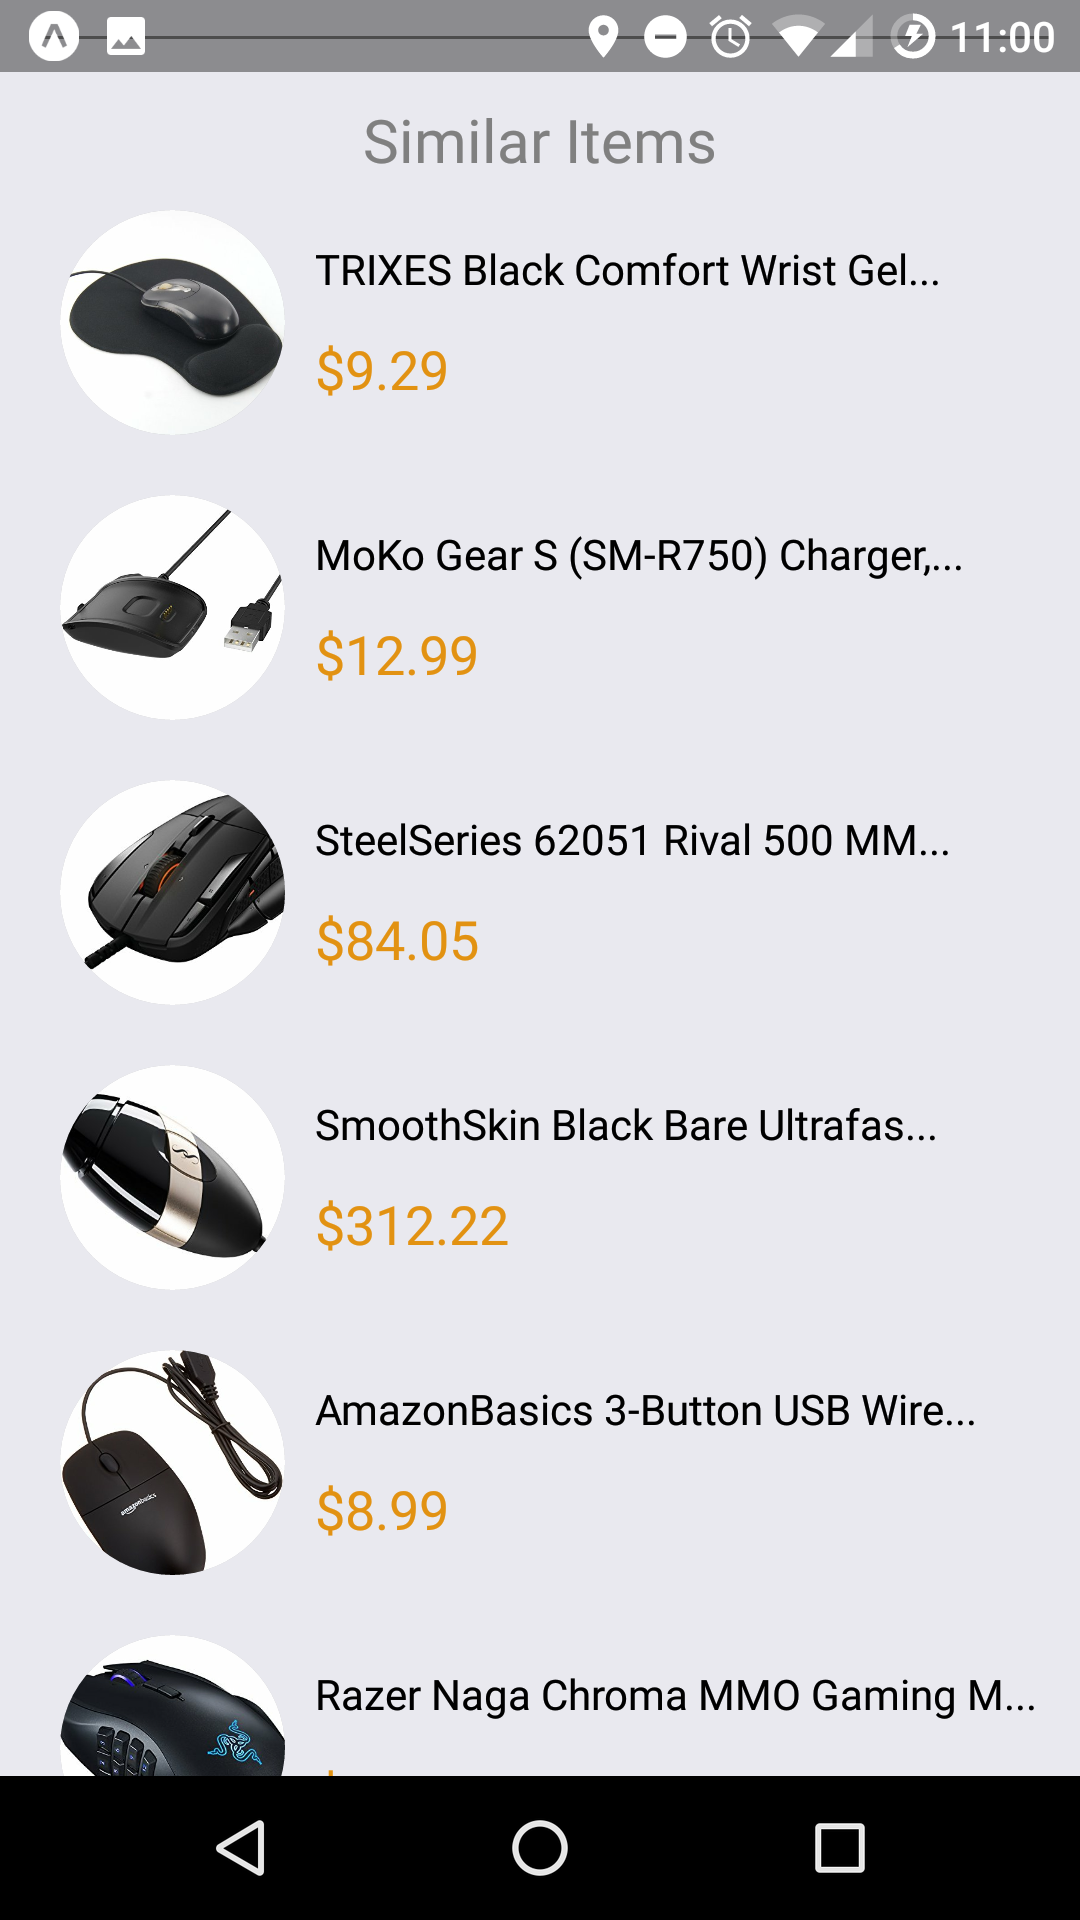 11:00
Similar Items
TRIXES Black Comfort Wrist Gel...
$9.29
MoKo Gear S (SM-R750) Charger,...
$12.99
SteelSeries 62051 Rival 500 MM...
$84.05
SmoothSkin Black Bare Ultrafas...
$312.22
AmazonBasics 3-Button USB Wire...
$8.99
amazonbasics
Razer Naga Chroma MMO Gaming M...